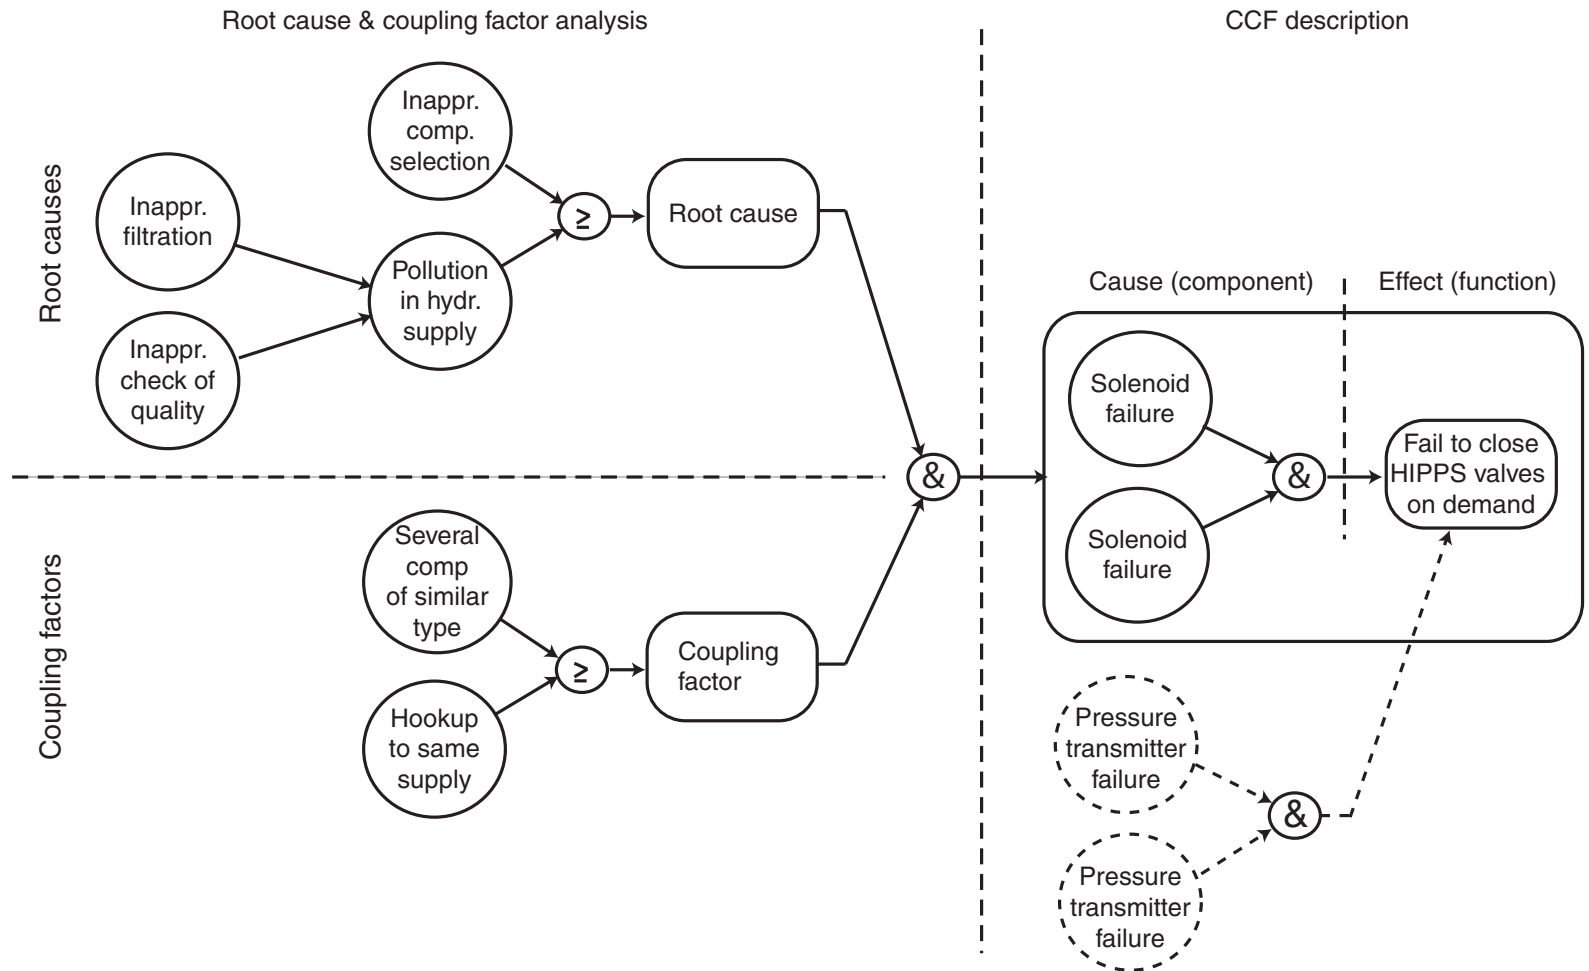 Root cause & coupling factor analysis
CCF description
Root causes
Inappr.
comp.
selection
Inappr.
filtration
≥
Root cause
Pollution
in hydr.
supply
Inappr.
check of
quality
Cause (component)
Effect (function)
Solenoid
failure
&
&
Fail to close
HIPPS valves
on demand
Solenoid
failure
Coupling factors
Several
comp
of similar
type
≥
Coupling
factor
Hookup
to same
supply
Pressure
transmitter
failure
&
Pressure
transmitter
failure